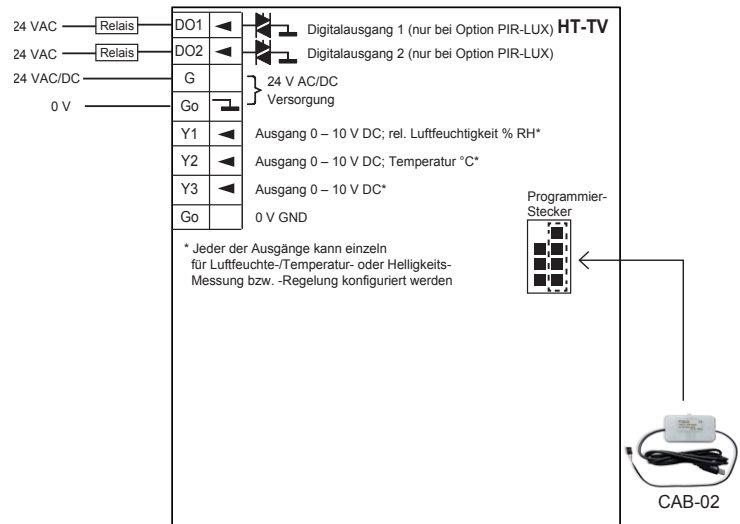 24 VAC Relais DO1 Digitalausgang 1 (nur bei Option PIR-LUX) HT-TV
24 VAC Relais DO2 Digitalausgang 2 (nur bei Option PIR-LUX)
24 VAC/DC G 24 V AC/DC
Versorgung
0 V Go
Y1 Ausgang 0 – 10 V DC; rel. Luftfeuchtigkeit % RH*
Y2 Ausgang 0 – 10 V DC; Temperatur °C*
Y3 Ausgang 0 – 10 V DC*
Go 0 V GND
Programmier-
Stecker
* Jeder der Ausgänge kann einzeln
für Luftfeuchte-/Temperatur- oder Helligkeits-
Messung bzw. -Regelung konfiguriert werden
CAB-02